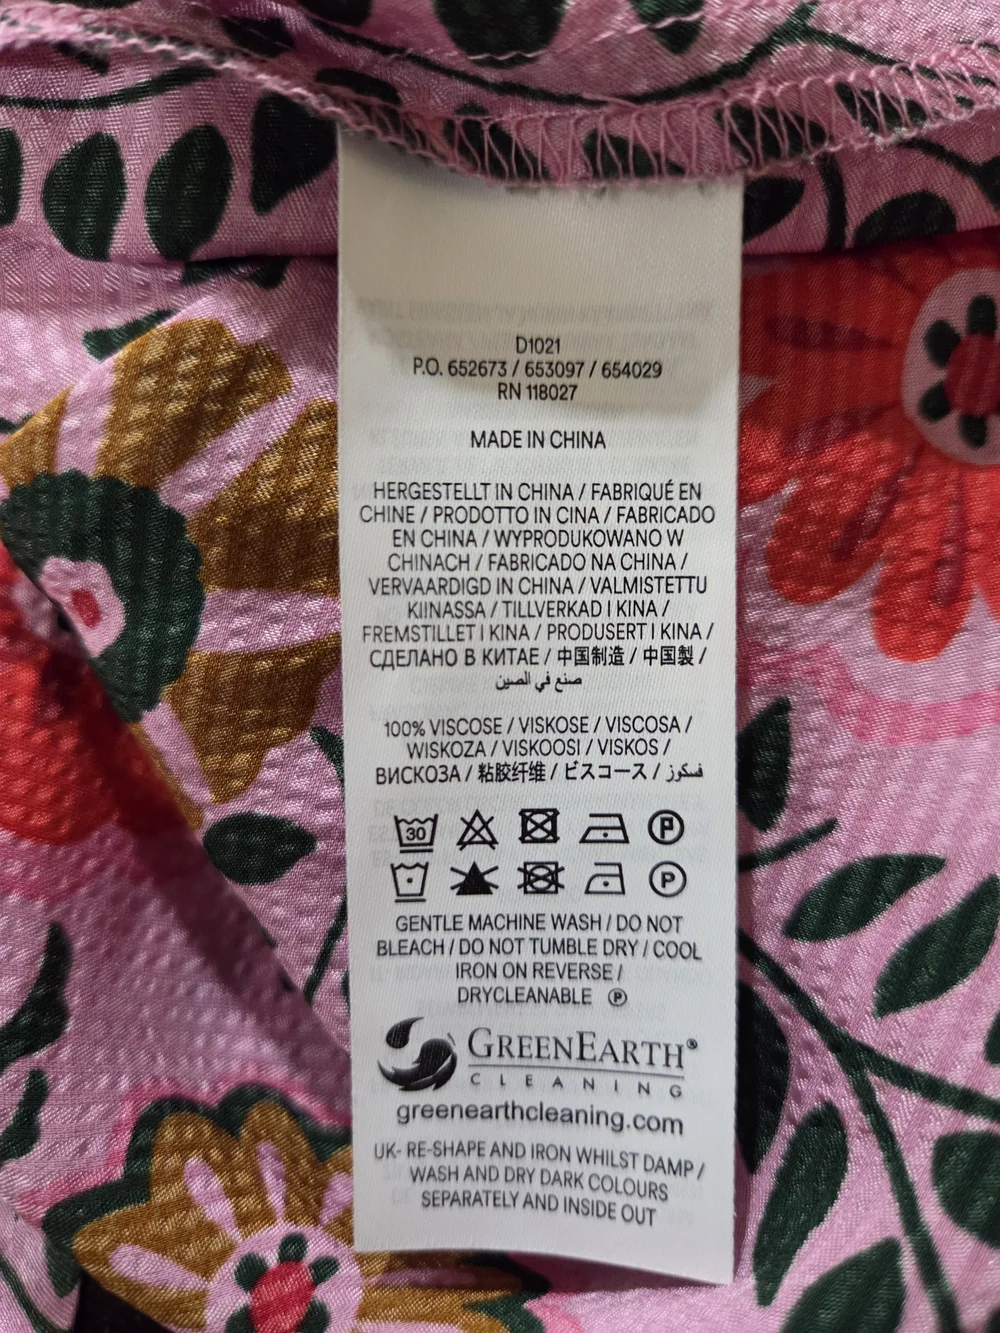 D1021
P.O. 652673 / 653097 / 654029
RN 118027
MADE IN CHINA
HERGESTELLT IN CHINA / FABRIQUÉ EN
CHINE / PRODOTTO IN CINA / FABRICADO
EN CHINA / WYPRODUKOWANO W
CHINACH / FABRICADO NA CHINA /
VERVAARDIGD IN CHINA / VALMISTETTU
KIINASSA / TILLVERKAD I KINA /
FREMSTILLET I KINA / PRODUSERT I KINA /
СДЕЛАНО В КИТАЕ / 中国制造 / 中国製 /
صنع في الصين
100% VISCOSE / VISKOSE / VISCOSA /
WISKOZA / VISKOOSI / VISKOS /
ВИСКОЗА / 粘胶纤维 / ビスコース / فسكوز
30 P
P
GENTLE MACHINE WASH / DO NOT
BLEACH / DO NOT TUMBLE DRY / COOL
IRON ON REVERSE /
DRYCLEANABLE Ⓟ
GREENEARTH®
CLEANING
greenearthcleaning.com
UK- RE-SHAPE AND IRON WHILST DAMP /
WASH AND DRY DARK COLOURS
SEPARATELY AND INSIDE OUT